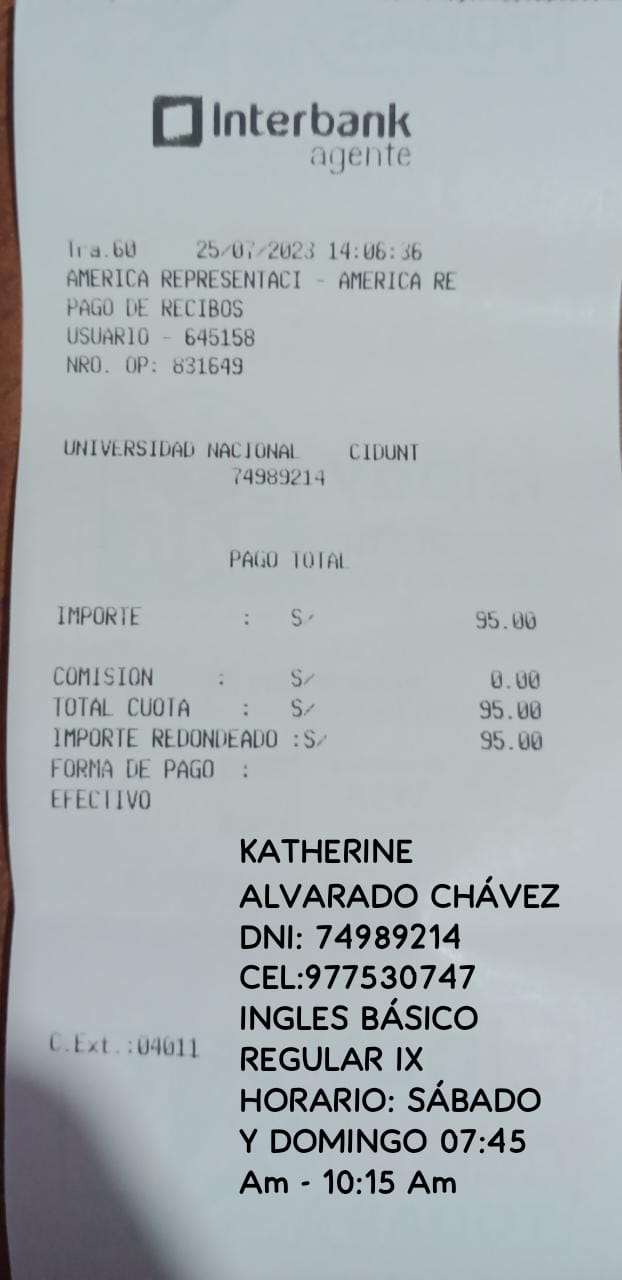 Interbank
agente
Tra.60 25/07/2023 14:06:36
AMERICA REPRESENTACI - AMERICA RE
PAGO DE RECIBOS
USUARIO - 645158
NRO. OP: 831649
UNIVERSIDAD NACIONAL CIDUNT
74989214
PAGO TOTAL
IMPORTE : S/ 95.00
COMISION : S/ 0.00
TOTAL CUOTA : S/ 95.00
IMPORTE REDONDEADO :S/ 95.00
FORMA DE PAGO :
EFECTIVO
KATHERINE
ALVARADO CHÁVEZ
DNI: 74989214
CEL:977530747
INGLES BÁSICO
C.Ext.:04011
REGULAR IX
HORARIO: SÁBADO
Y DOMINGO 07:45
Am - 10:15 Am